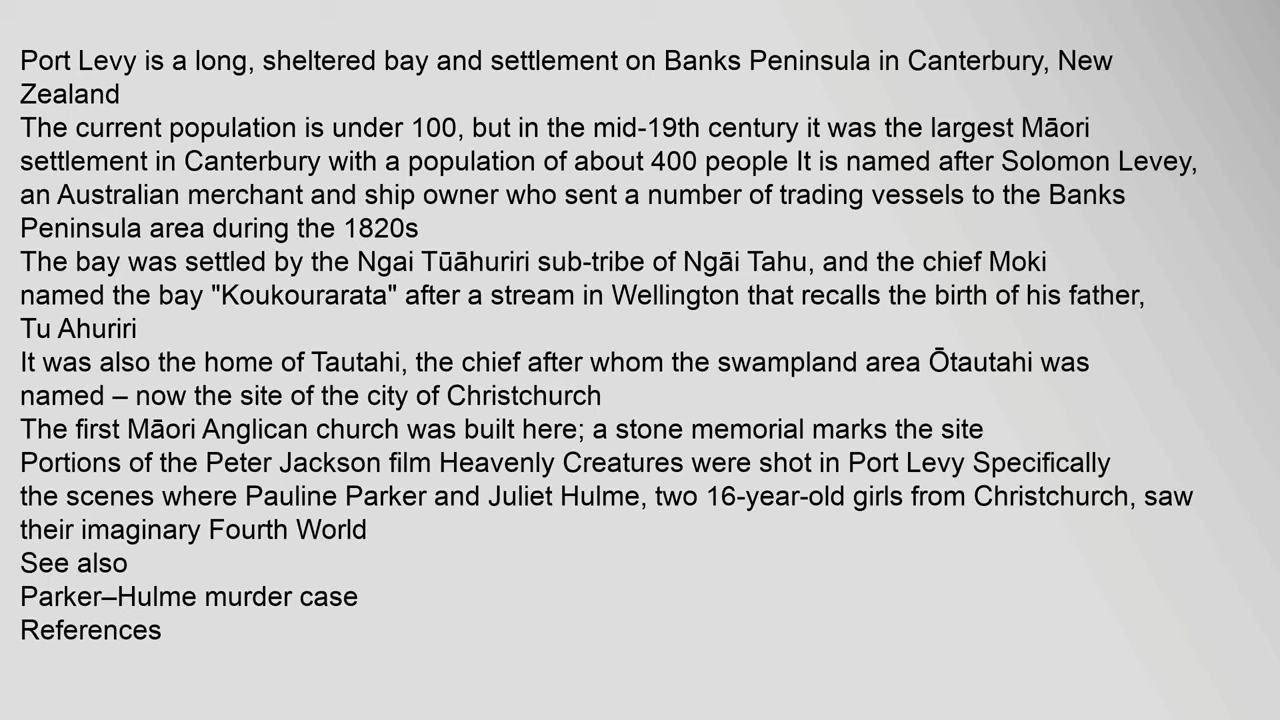 Port Levy is a long, sheltered bay and settlement on Banks Peninsula in Canterbury, New
Zealand
The current population is under 100, but in the mid-19th century it was the largest Māori
settlement in Canterbury with a population of about 400 people It is named after Solomon Levey,
an Australian merchant and ship owner who sent a number of trading vessels to the Banks
Peninsula area during the 1820s
The bay was settled by the Ngai Tūāhuriri sub-tribe of Ngāi Tahu, and the chief Moki
named the bay "Koukourarata" after a stream in Wellington that recalls the birth of his father,
Tu Ahuriri
It was also the home of Tautahi, the chief after whom the swampland area Ōtautahi was
named – now the site of the city of Christchurch
The first Māori Anglican church was built here; a stone memorial marks the site
Portions of the Peter Jackson film Heavenly Creatures were shot in Port Levy Specifically
the scenes where Pauline Parker and Juliet Hulme, two 16-year-old girls from Christchurch, saw
their imaginary Fourth World
See also
Parker–Hulme murder case
References